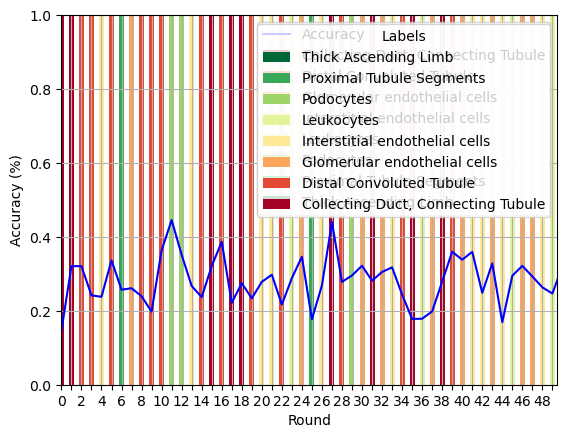 1.0
0.8
0.6
0.4
0.2
0.0
Accuracy (%)
0 2 4 6 8 10 12 14 16 18 20 22 24 26 28 30 32 34 36 38 40 42 44 46 48
Round
Accuracy
Labels
Thick Ascending Limb
Proximal Tubule Segments
Podocytes
Leukocytes
Interstitial endothelial cells
Glomerular endothelial cells
Distal Convoluted Tubule
Collecting Duct, Connecting Tubule